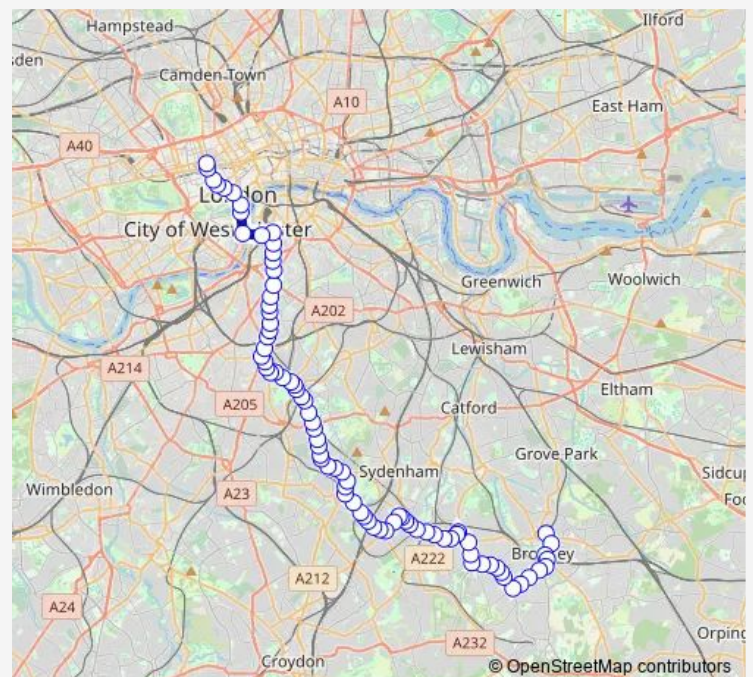 Hampstead
Ilford
Camden Town
A10
East Ham
A40
London
City of Westminster
Greenwich
Woolwich
A202
Lewisham
A214
Eltham
A205
Catford
Grove Park
Sydenham
Wimbledon
A23
Bromley
A222
A212
A24
A232
Croydon
© OpenStreetMap contributors